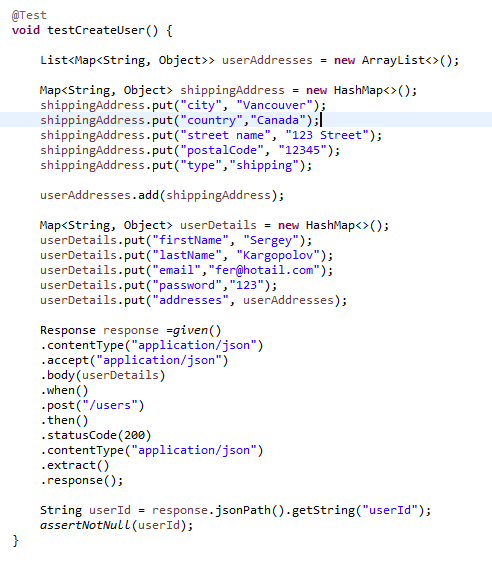 @Test
void testCreateUser() {
List<Map<String, Object>> userAddresses = new ArrayList<>();
Map<String, Object> shippingAddress = new HashMap<>();
shippingAddress.put("city", "Vancouver");
shippingAddress.put("country","Canada");
shippingAddress.put("street name", "123 Street");
shippingAddress.put("postalCode", "12345");
shippingAddress.put("type","shipping");
userAddresses.add(shippingAddress);
Map<String, Object> userDetails = new HashMap<>();
userDetails.put("firstName", "Sergey");
userDetails.put("lastName", "Kargopolov");
userDetails.put("email","fer@hotail.com");
userDetails.put("password","123");
userDetails.put("addresses", userAddresses);
Response response =given()
.contentType("application/json")
.accept("application/json")
.body(userDetails)
.when()
.post("/users")
.then()
.statusCode(200)
.contentType("application/json")
.extract()
.response();
String userId = response.jsonPath().getString("userId");
assertNotNull(userId);
}